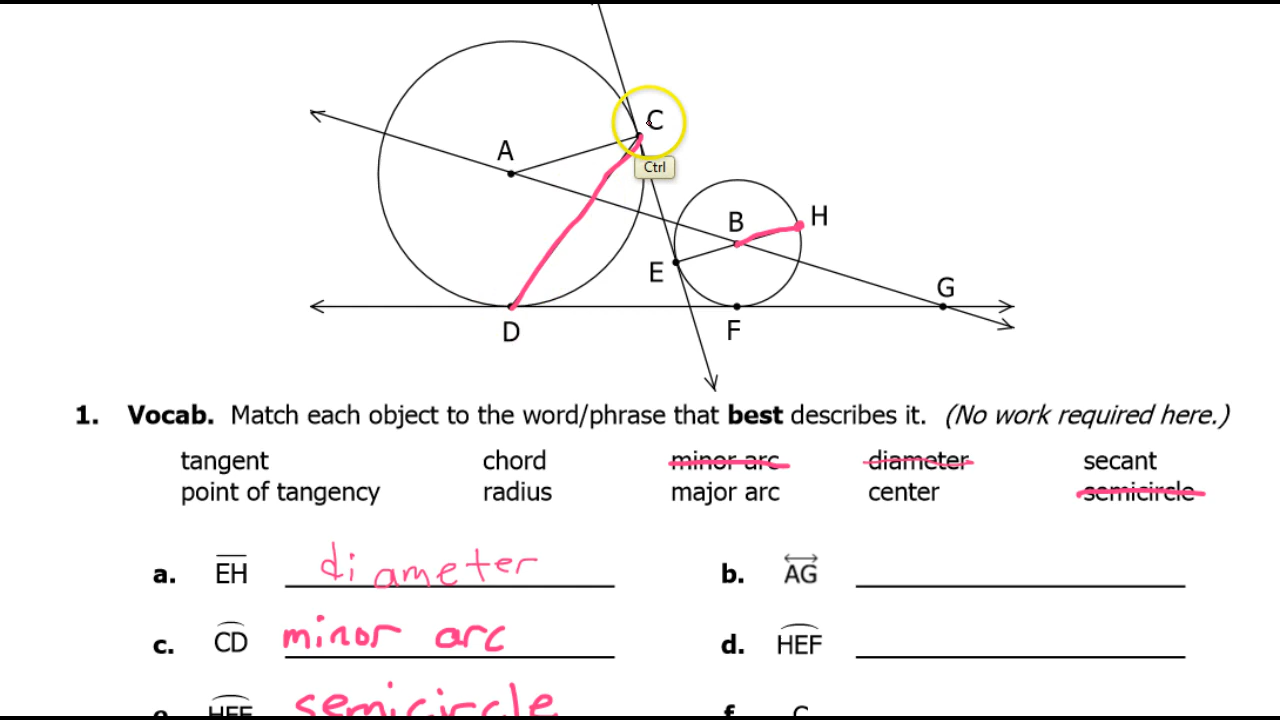 C
A
Ctrl
B
H
E
G
D
F
1. Vocab. Match each object to the word/phrase that best describes it. (No work required here.)
tangent chord minor arc diameter secant
point of tangency radius major arc center semicircle
a. EH diameter b. AG
c. CD minor arc d. HEF
semicircle